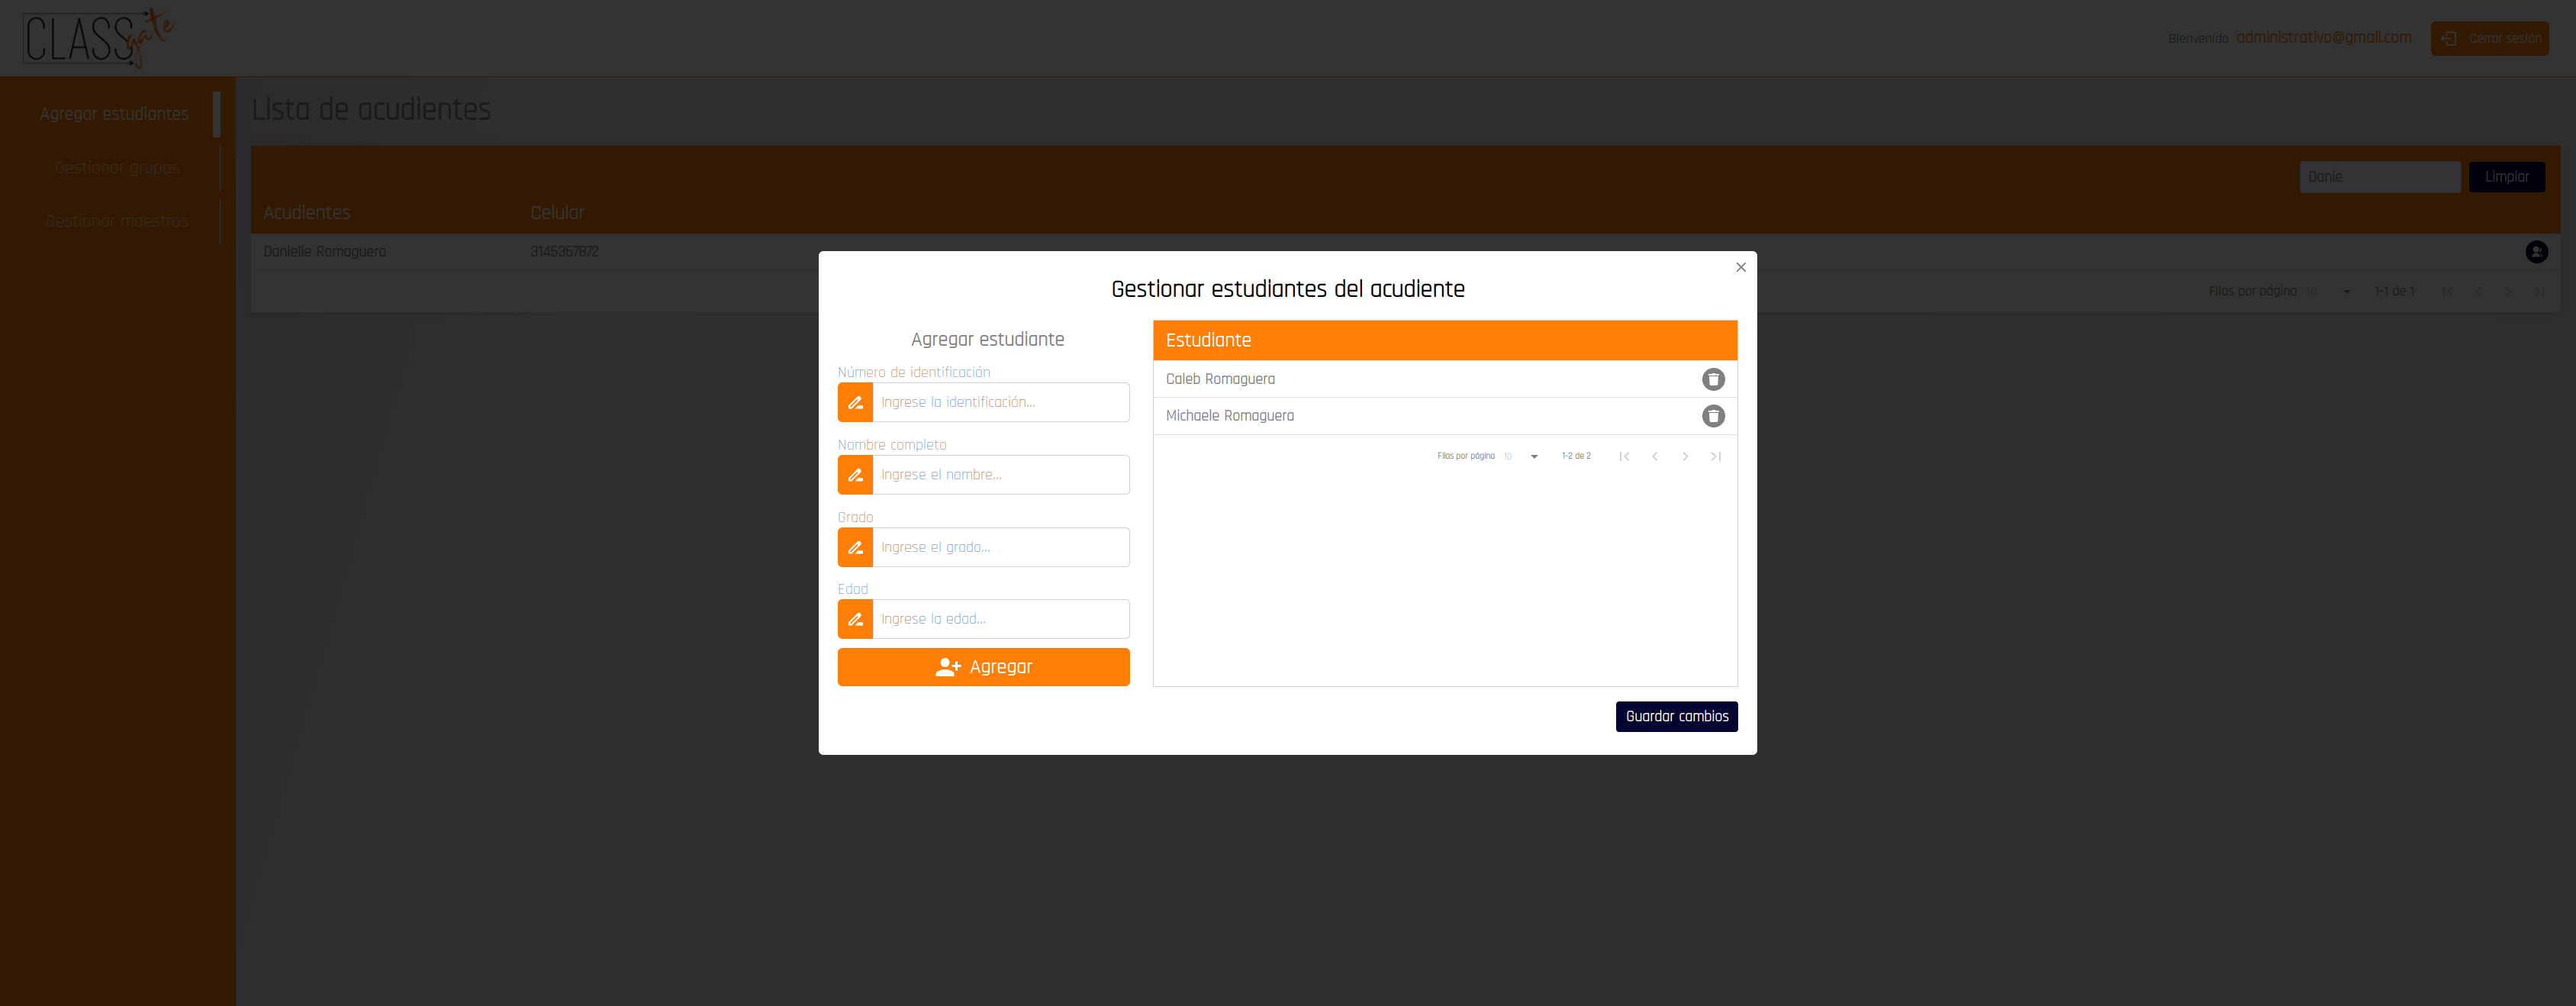 CLASSgate
Bienvenido administrativo@gmail.com
Cerrar sesión
Agregar estudiantes
Gestionar grupos
Gestionar maestros
Lista de acudientes
Danie
Limpiar
Acudientes Celular
Danielle Romaguera 3145367872
Filas por página 10 1-1 de 1
Gestionar estudiantes del acudiente
Agregar estudiante
Número de identificación
Ingrese la identificación...
Nombre completo
Ingrese el nombre...
Grado
Ingrese el grado...
Edad
Ingrese la edad...
Agregar
Estudiante
Caleb Romaguera
Michaele Romaguera
Filas por página 10 1-2 de 2
Guardar cambios